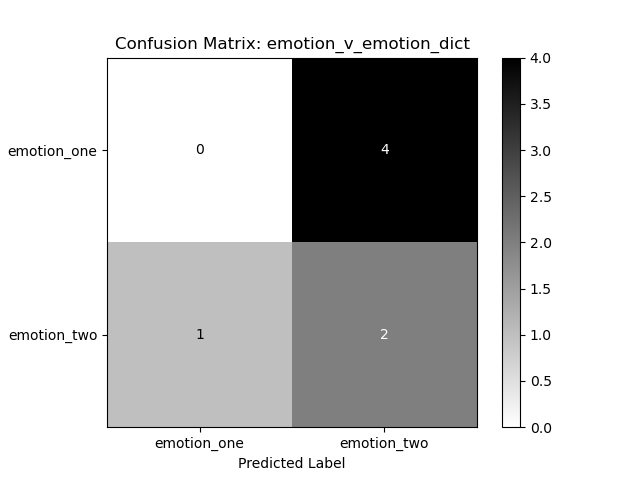 Confusion Matrix: emotion_v_emotion_dict
4.0
3.5
3.0
2.5
2.0
1.5
1.0
0.5
0.0
emotion_one
0
4
emotion_two
1
2
emotion_one
emotion_two
Predicted Label